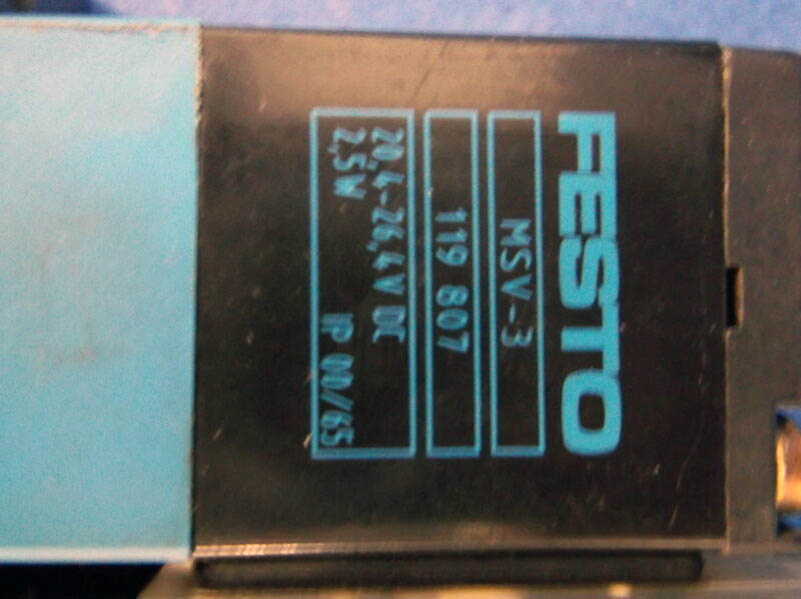 FESTO
MSV-3
119 807
20,4-26,4V DC
2,5W IP 00//65